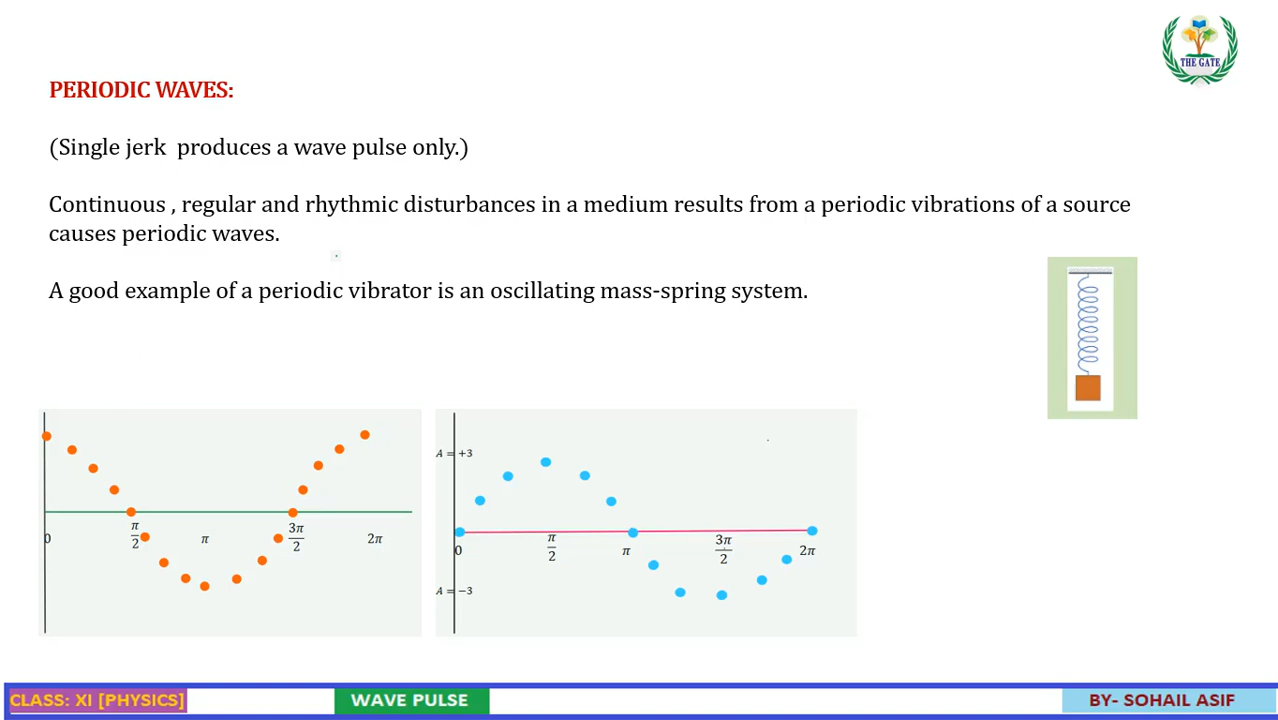 THE GATE
PERIODIC WAVES:
(Single jerk  produces a wave pulse only.)
Continuous , regular and rhythmic disturbances in a medium results from a periodic vibrations of a source
causes periodic waves.
A good example of a periodic vibrator is an oscillating mass-spring system.
0
π/2
π
3π/2
2π
A = +3
0
π/2
π
3π/2
2π
A = −3
CLASS: XI [PHYSICS]
WAVE PULSE
BY- SOHAIL ASIF